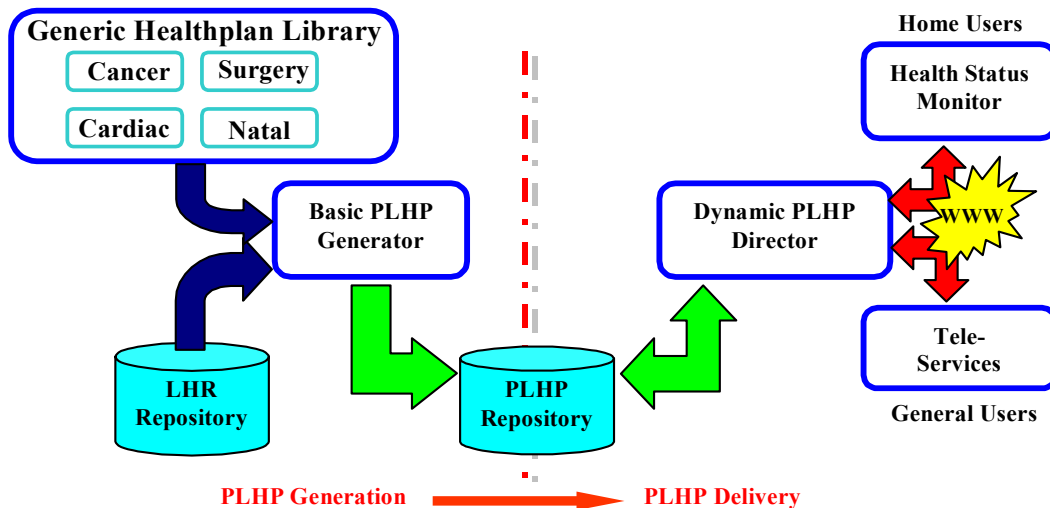 Generic Healthplan Library
Cancer
Surgery
Cardiac
Natal
Basic PLHP
Generator
LHR
Repository
PLHP
Repository
Dynamic PLHP
Director
Home Users
Health Status
Monitor
WWW
Tele-
Services
General Users
PLHP Generation
PLHP Delivery